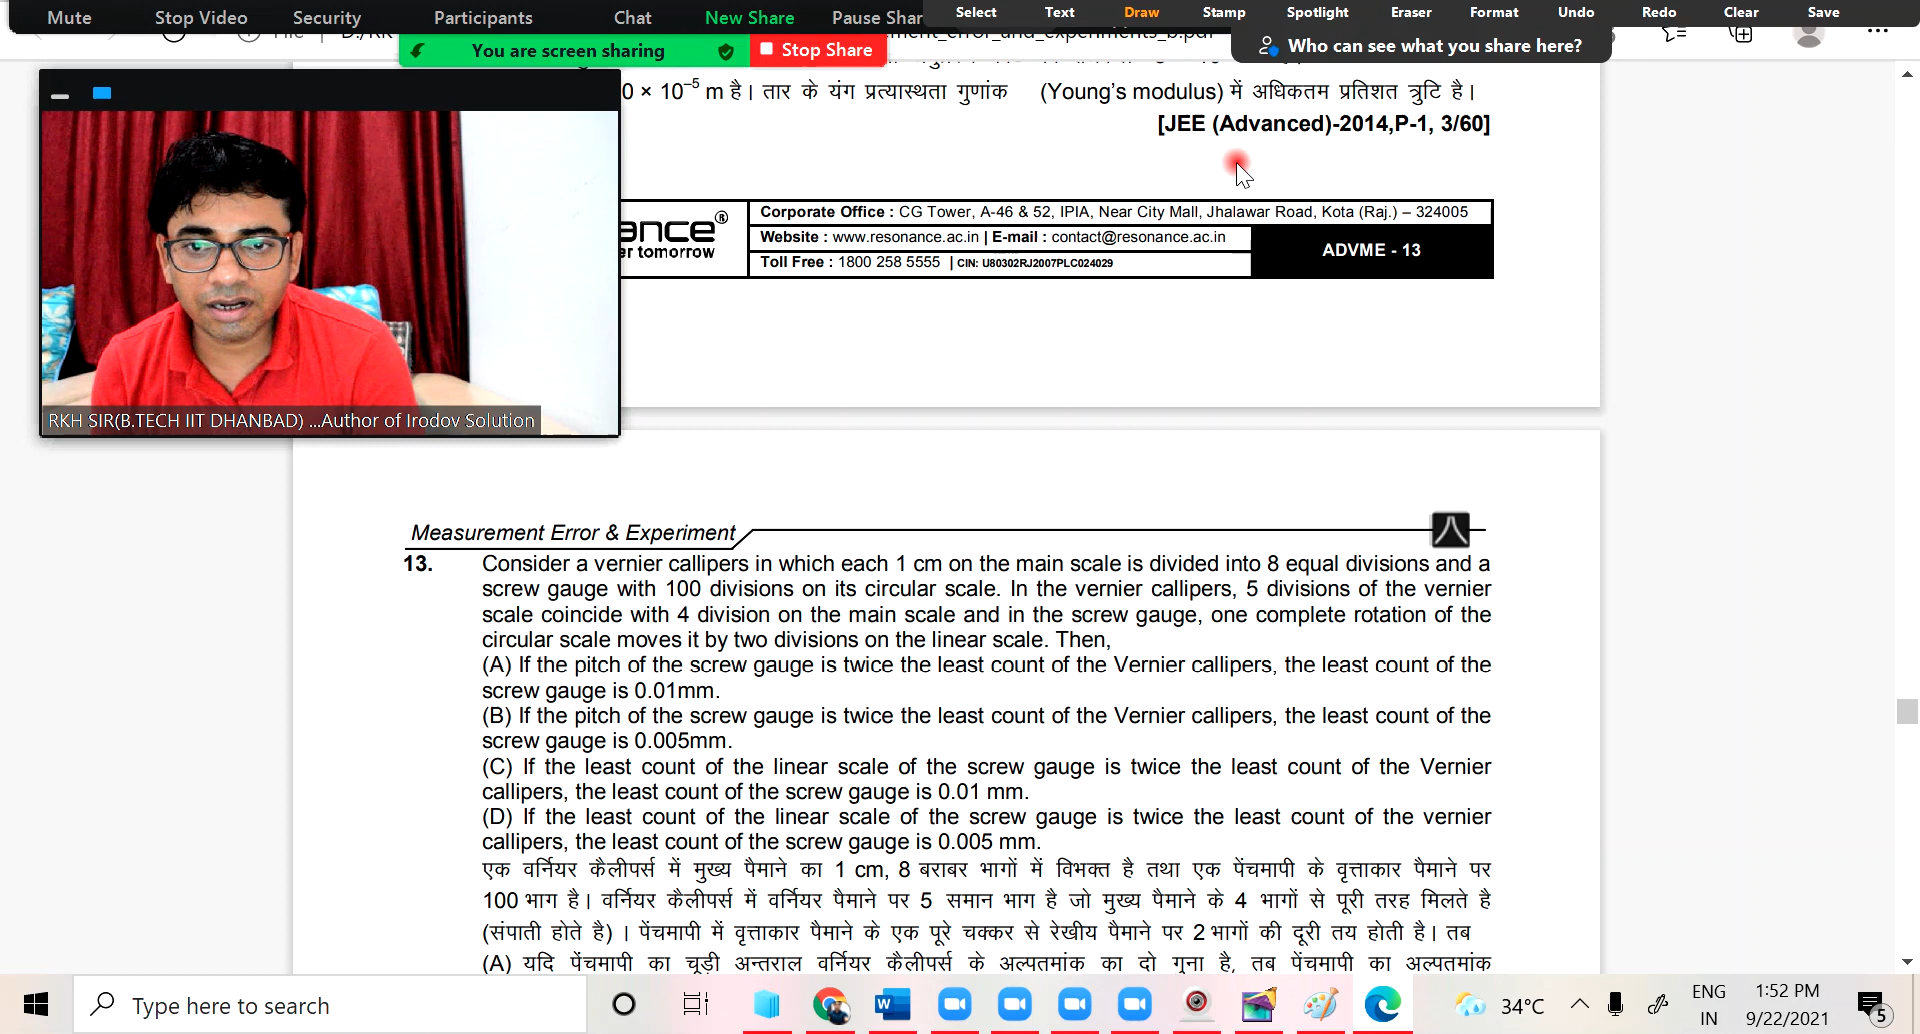 Mute Stop Video Security Participants Chat New Share Pause Shar Select Text Draw Stamp Spotlight Eraser Format Undo Redo Clear Save
You are screen sharing Stop Share Who can see what you share here?
0 × 10⁻⁵ m है। तार के यंग प्रत्यास्थता गुणांक (Young's modulus) में अधिकतम प्रतिशत त्रुटि है।
[JEE (Advanced)-2014,P-1, 3/60]
ance® Corporate Office : CG Tower, A-46 & 52, IPIA, Near City Mall, Jhalawar Road, Kota (Raj.) – 324005
er tomorrow Website : www.resonance.ac.in | E-mail : contact@resonance.ac.in
Toll Free : 1800 258 5555 | CIN: U80302RJ2007PLC024029
ADVME - 13
RKH SIR(B.TECH IIT DHANBAD) ...Author of Irodov Solution
Measurement Error & Experiment
13. Consider a vernier callipers in which each 1 cm on the main scale is divided into 8 equal divisions and a
screw gauge with 100 divisions on its circular scale. In the vernier callipers, 5 divisions of the vernier
scale coincide with 4 division on the main scale and in the screw gauge, one complete rotation of the
circular scale moves it by two divisions on the linear scale. Then,
(A) If the pitch of the screw gauge is twice the least count of the Vernier callipers, the least count of the
screw gauge is 0.01mm.
(B) If the pitch of the screw gauge is twice the least count of the Vernier callipers, the least count of the
screw gauge is 0.005mm.
(C) If the least count of the linear scale of the screw gauge is twice the least count of the Vernier
callipers, the least count of the screw gauge is 0.01 mm.
(D) If the least count of the linear scale of the screw gauge is twice the least count of the vernier
callipers, the least count of the screw gauge is 0.005 mm.
एक वर्नियर कैलीपर्स में मुख्य पैमाने का 1 cm, 8 बराबर भागों में विभक्त है तथा एक पेंचमापी के वृत्ताकार पैमाने पर
100 भाग है। वर्नियर कैलीपर्स में वर्नियर पैमाने पर 5 समान भाग है जो मुख्य पैमाने के 4 भागों से पूरी तरह मिलते है
(संपाती होते है) । पेंचमापी में वृत्ताकार पैमाने के एक पूरे चक्कर से रेखीय पैमाने पर 2 भागों की दूरी तय होती है। तब
(A) यदि पेंचमापी का चूड़ी अन्तराल वर्नियर कैलीपर्स के अल्पतमांक का दो गुना है, तब पेंचमापी का अल्पतमांक
Type here to search 34°C ENG 1:52 PM
IN 9/22/2021 5